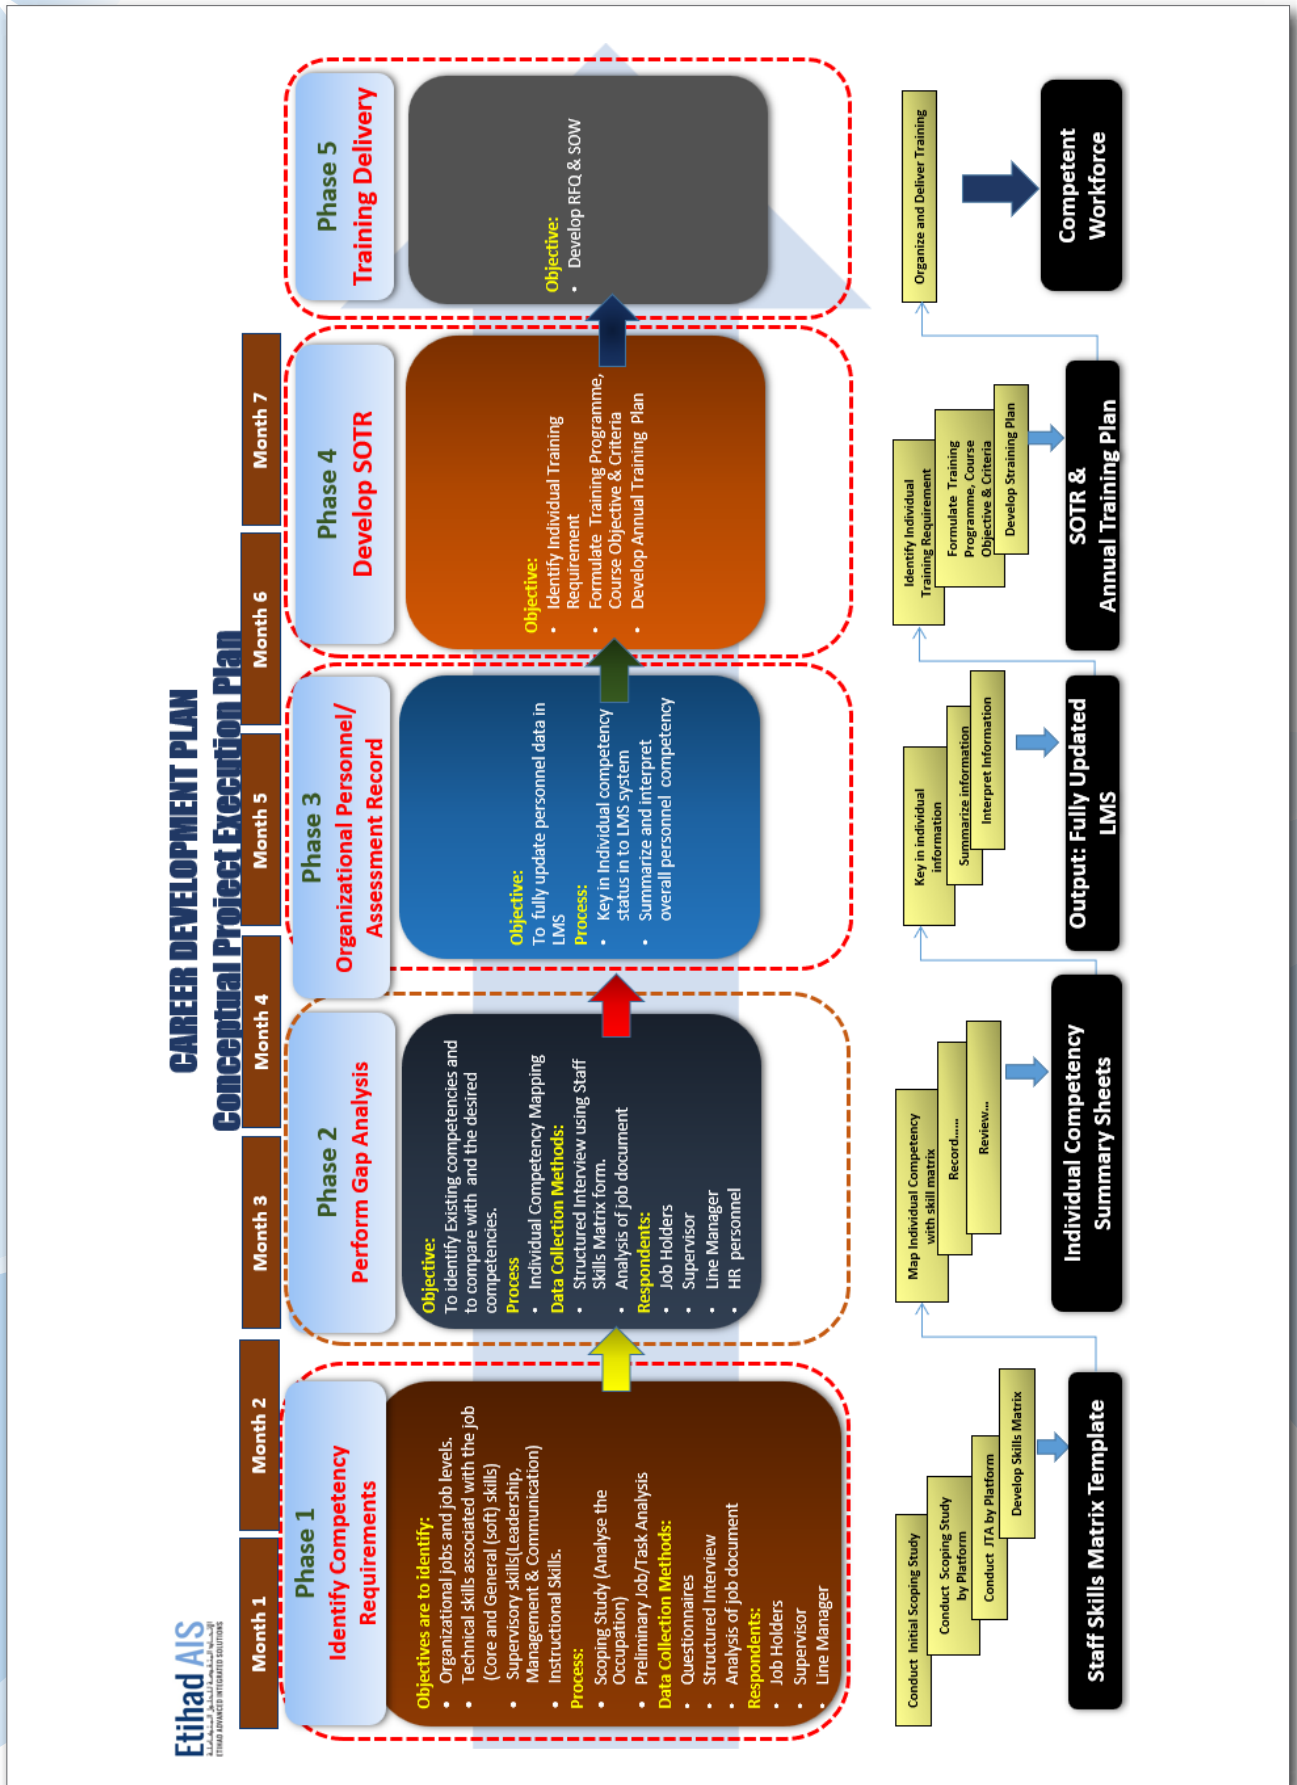 Etihad AIS
ETIHAD ADVANCED INTEGRATED SOLUTIONS
CAREER DEVELOPMENT PLAN
Conceptual Project Execution Plan
Month 1
Month 2
Month 3
Month 4
Month 5
Month 6
Month 7
Phase 1
Identify Competency
Requirements
Objectives are to identify:
• Organizational jobs and job levels.
• Technical skills associated with the job
(Core and General (soft) skills)
• Supervisory skills(Leadership,
Management & Communication)
• Instructional Skills.
Process:
• Scoping Study (Analyse the
Occupation)
• Preliminary Job/Task Analysis
Data Collection Methods:
• Questionnaires
• Structured Interview
• Analysis of job document
Respondents:
• Job Holders
• Supervisor
• Line Manager
Phase 2
Perform Gap Analysis
Objective:
To identify Existing competencies and
to compare with and the desired
competencies.
Process
• Individual Competency Mapping
Data Collection Methods:
• Structured Interview using Staff
Skills Matrix form.
• Analysis of job document
Respondents:
• Job Holders
• Supervisor
• Line Manager
• HR personnel
Phase 3
Organizational Personnel/
Assessment Record
Objective:
To fully update personnel data in
LMS
Process:
• Key in Individual competency
status in to LMS system
• Summarize and interpret
overall personnel competency
Phase 4
Develop SOTR
Objective:
• Identify Individual Training
Requirement
• Formulate Training Programme,
Course Objective & Criteria
• Develop Annual Training Plan
Phase 5
Training Delivery
Objective:
• Develop RFQ & SOW
Conduct Initial Scoping Study
Conduct Scoping Study
by Platform
Conduct JTA by Platform
Develop Skills Matrix
Staff Skills Matrix Template
Map Individual Competency
with skill matrix
Record......
Review...
Individual Competency
Summary Sheets
Key in individual
information
Summarize information
Interpret Information
Output: Fully Updated
LMS
Identify Individual
Training Requirement
Formulate Training
Programme, Course
Objective & Criteria
Develop Straining Plan
SOTR &
Annual Training Plan
Organize and Deliver Training
Competent
Workforce